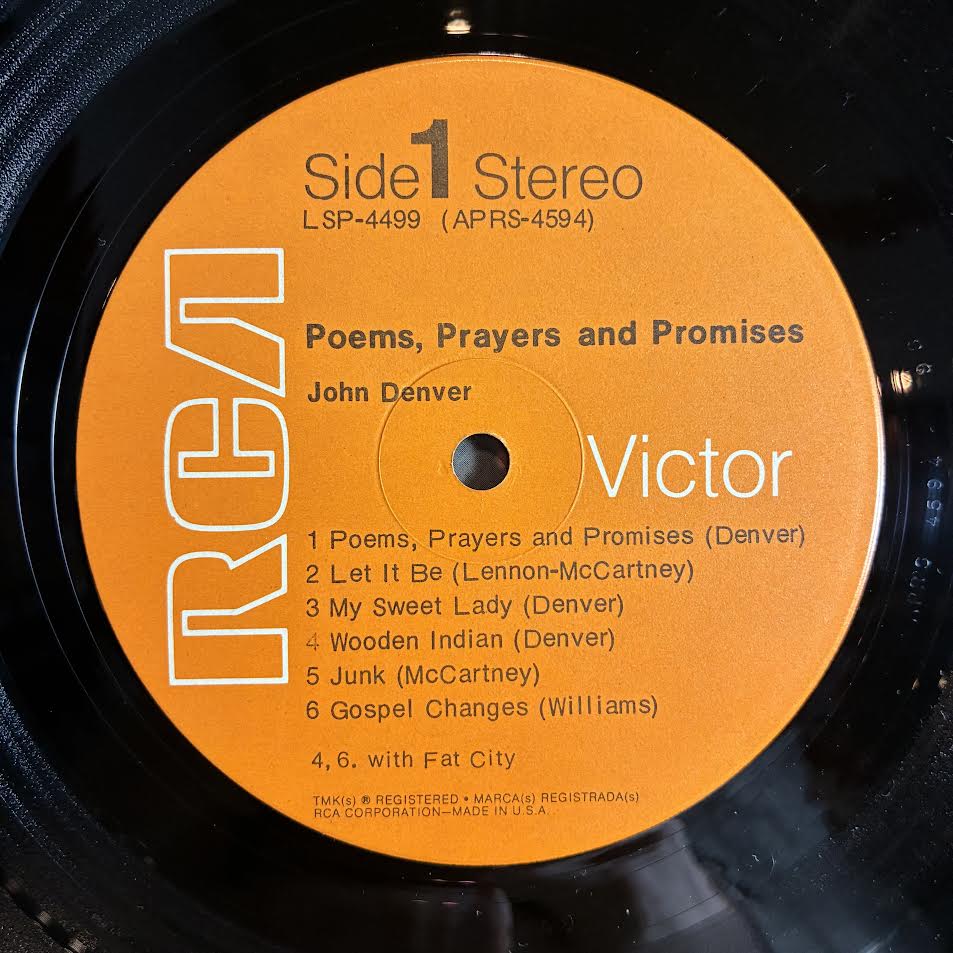 Side 1 Stereo
LSP-4499 (APRS-4594)
RCA
Poems, Prayers and Promises
John Denver
Victor
1 Poems, Prayers and Promises (Denver)
2 Let It Be (Lennon-McCartney)
3 My Sweet Lady (Denver)
4 Wooden Indian (Denver)
5 Junk (McCartney)
6 Gospel Changes (Williams)
4, 6. with Fat City
TMK(s) ® REGISTERED • MARCA(s) REGISTRADA(s)
RCA CORPORATION—MADE IN U.S.A.
4594